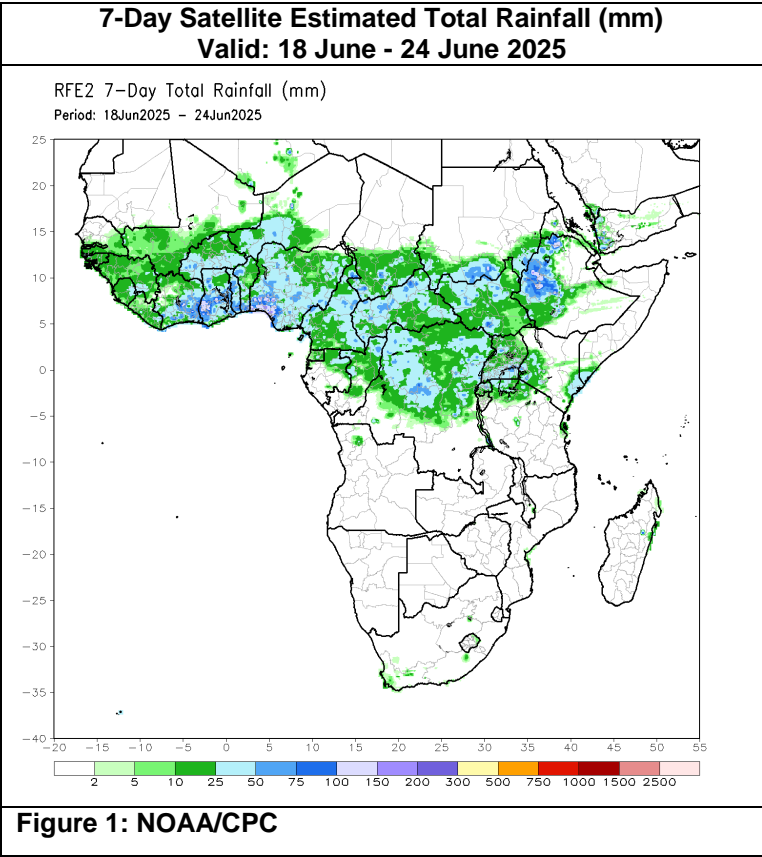 7-Day Satellite Estimated Total Rainfall (mm)
Valid: 18 June - 24 June 2025
RFE2 7-Day Total Rainfall (mm)
Period: 18Jun2025 - 24Jun2025
25
20
15
10
5
0
-5
-10
-15
-20
-25
-30
-35
-40
-20 -15 -10 -5 0 5 10 15 20 25 30 35 40 45 50 55
2 5 10 25 50 75 100 150 200 300 500 750 1000 1500 2500
Figure 1: NOAA/CPC